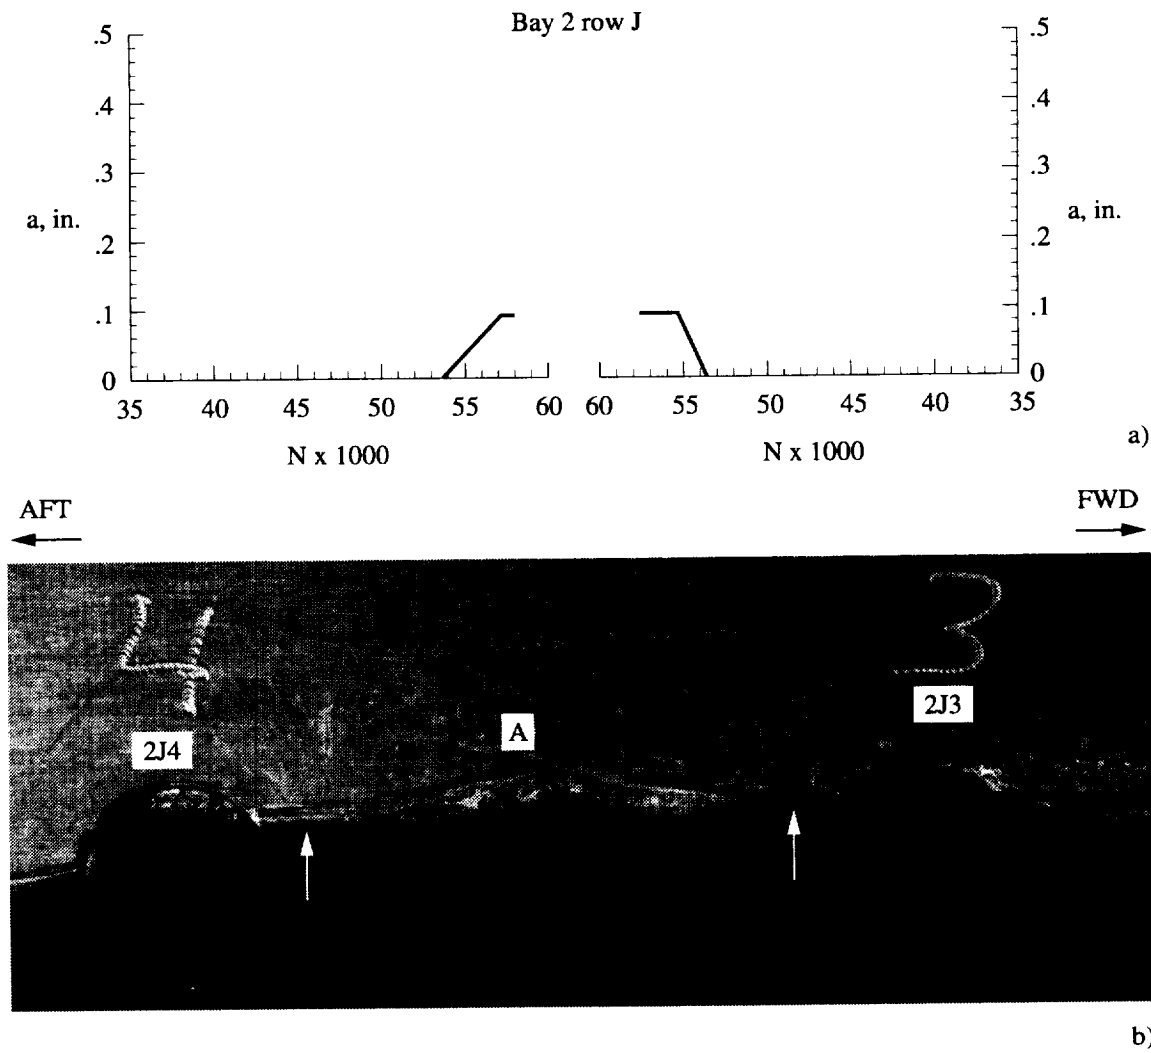 Bay 2 row J
.5 .5
.4 .4
.3 .3
a, in. a, in.
.2 .2
.1 .1
0 0
35 40 45 50 55 60 60 55 50 45 40 35
N x 1000 N x 1000
a)
AFT FWD
4 3
2J4 A 2J3
b)